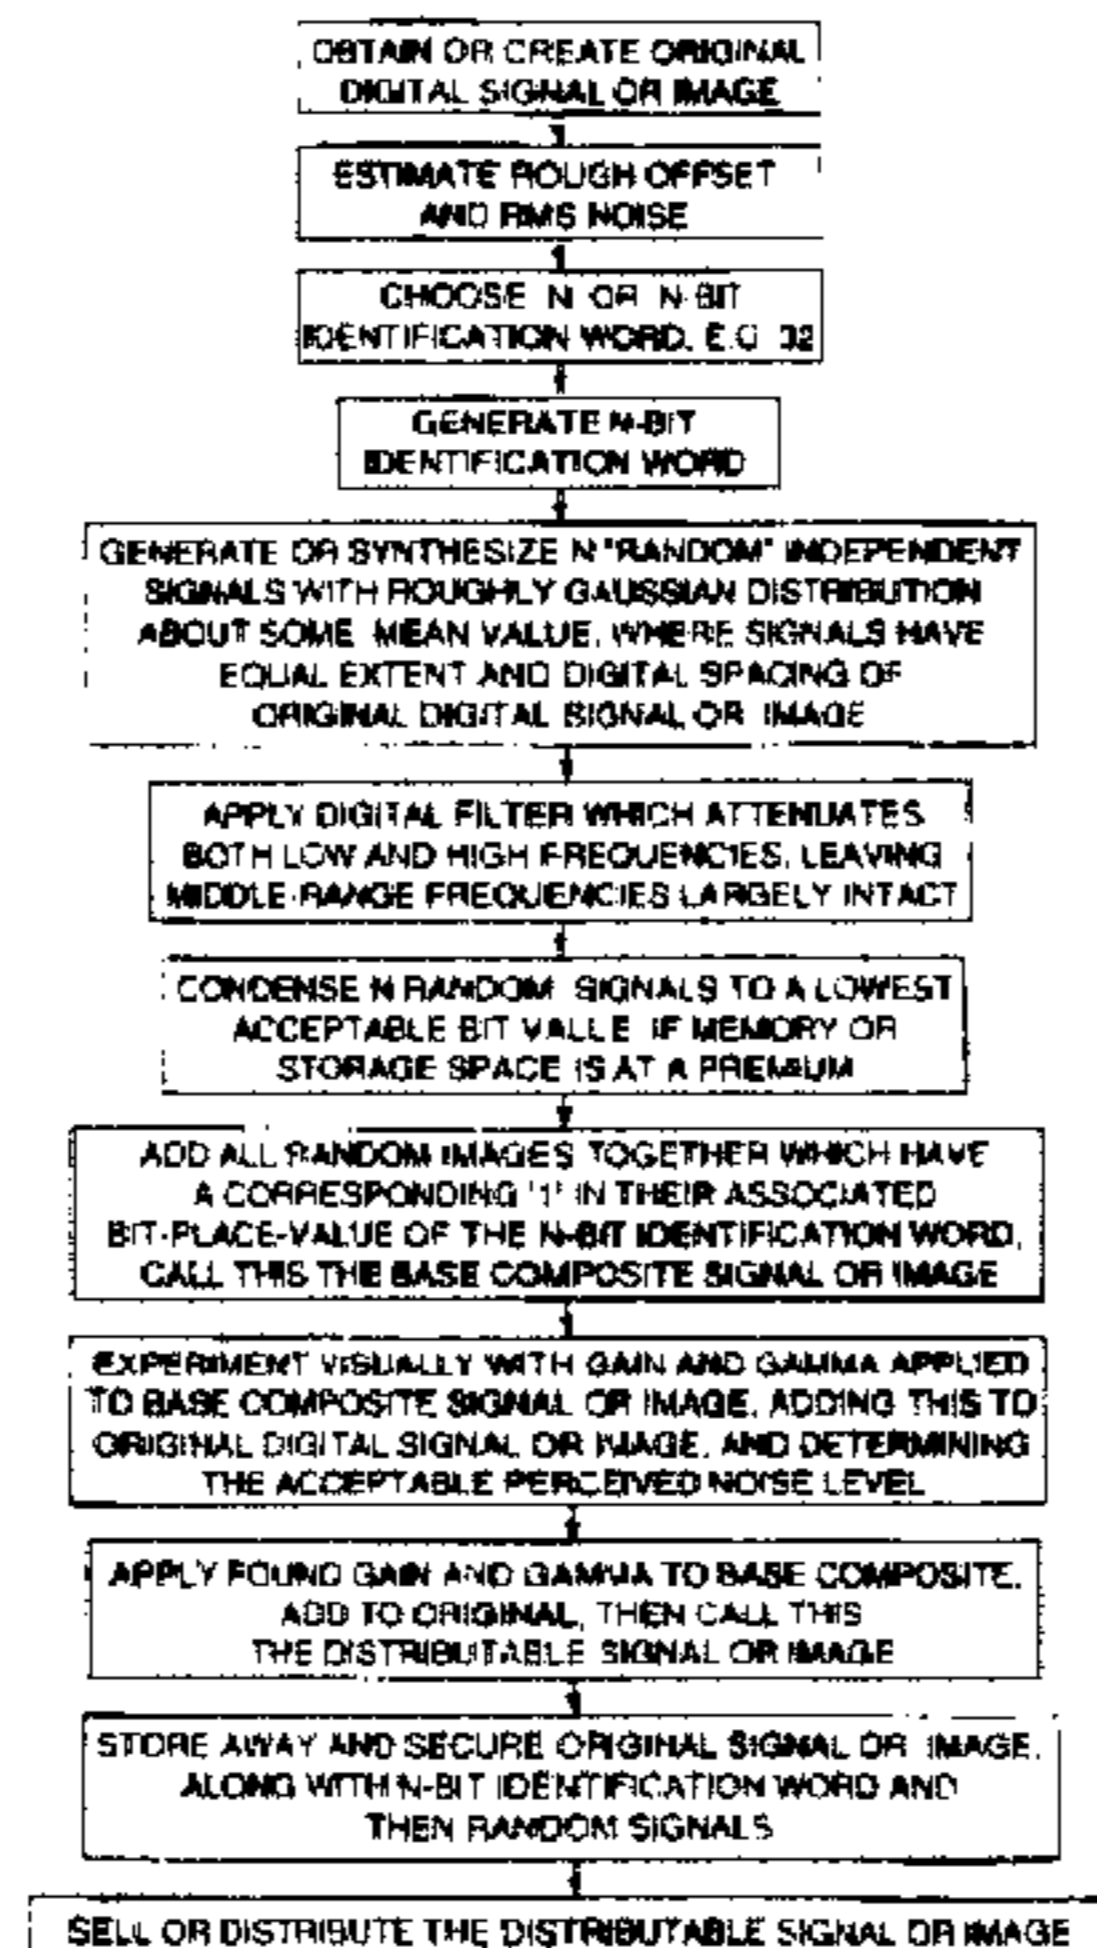 OBTAIN OR CREATE ORIGINAL
DIGITAL SIGNAL OR IMAGE
ESTIMATE ROUGH OFFSET
AND RMS NOISE
CHOOSE N OR N-BIT
IDENTIFICATION WORD, E.G. 32
GENERATE N-BIT
IDENTIFICATION WORD
GENERATE OR SYNTHESIZE N "RANDOM" INDEPENDENT
SIGNALS WITH ROUGHLY GAUSSIAN DISTRIBUTION
ABOUT SOME MEAN VALUE, WHERE SIGNALS HAVE
EQUAL EXTENT AND DIGITAL SPACING OF
ORIGINAL DIGITAL SIGNAL OR IMAGE
APPLY DIGITAL FILTER WHICH ATTENUATES
BOTH LOW AND HIGH FREQUENCIES, LEAVING
MIDDLE-RANGE FREQUENCIES LARGELY INTACT
CONDENSE N RANDOM SIGNALS TO A LOWEST
ACCEPTABLE BIT VALUE IF MEMORY OR
STORAGE SPACE IS AT A PREMIUM
ADD ALL RANDOM IMAGES TOGETHER WHICH HAVE
A CORRESPONDING '1' IN THEIR ASSOCIATED
BIT-PLACE-VALUE OF THE N-BIT IDENTIFICATION WORD,
CALL THIS THE BASE COMPOSITE SIGNAL OR IMAGE
EXPERIMENT VISUALLY WITH GAIN AND GAMMA APPLIED
TO BASE COMPOSITE SIGNAL OR IMAGE, ADDING THIS TO
ORIGINAL DIGITAL SIGNAL OR IMAGE, AND DETERMINING
THE ACCEPTABLE PERCEIVED NOISE LEVEL
APPLY FOUND GAIN AND GAMMA TO BASE COMPOSITE,
ADD TO ORIGINAL, THEN CALL THIS
THE DISTRIBUTABLE SIGNAL OR IMAGE
STORE AWAY AND SECURE ORIGINAL SIGNAL OR IMAGE,
ALONG WITH N-BIT IDENTIFICATION WORD AND
THEN RANDOM SIGNALS
SELL OR DISTRIBUTE THE DISTRIBUTABLE SIGNAL OR IMAGE